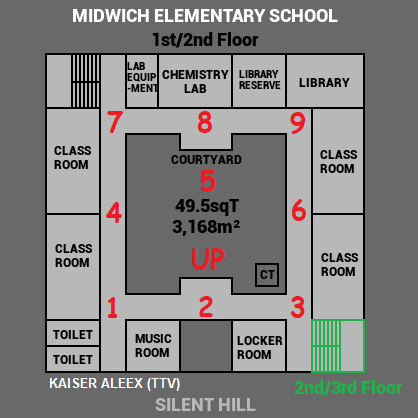 MIDWICH ELEMENTARY SCHOOL
1st/2nd Floor
LAB
EQUIP
-MENT
CHEMISTRY
LAB
LIBRARY
RESERVE
LIBRARY
7
8
9
CLASS
ROOM
COURTYARD
CLASS
ROOM
5
4
49.5sqT
6
3,168m²
CLASS
ROOM
UP
CLASS
ROOM
CT
1
2
3
TOILET
TOILET
MUSIC
ROOM
LOCKER
ROOM
KAISER ALEEX (TTV)
2nd/3rd Floor
SILENT HILL